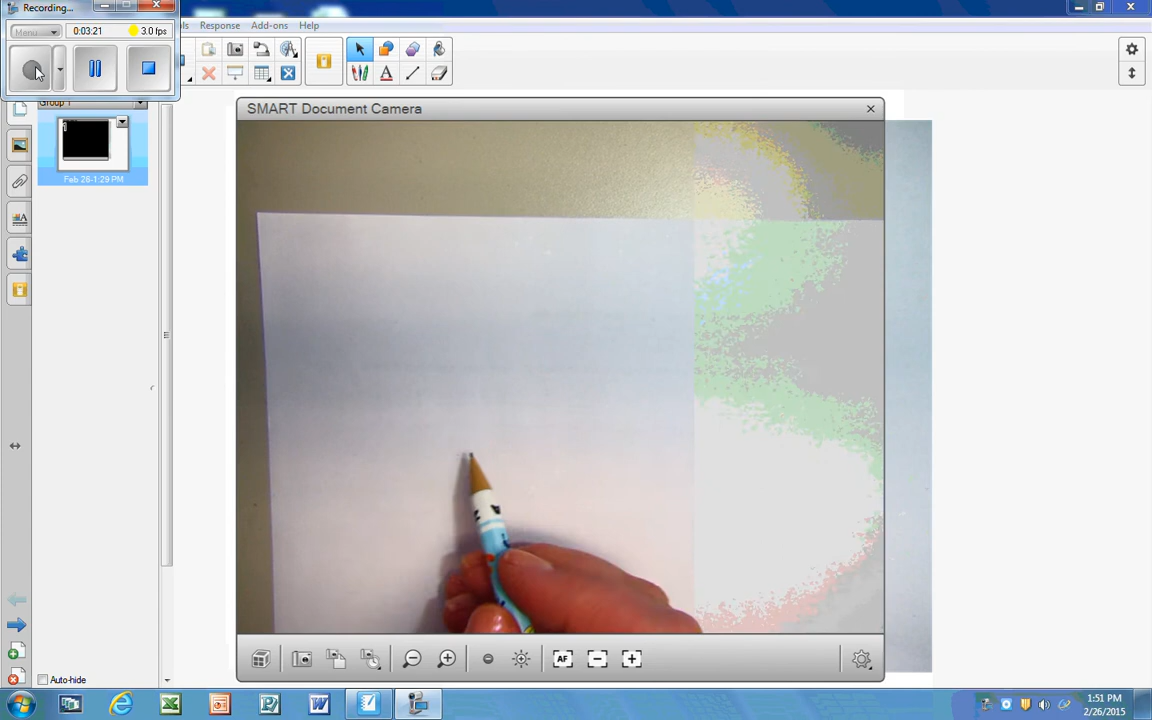 Recording...
Menu
0:03:21
3.0 fps
Response
Add-ons
Help
Group 1
Feb 26-1:29 PM
SMART Document Camera
AF
Auto-hide
1:51 PM
2/26/2015